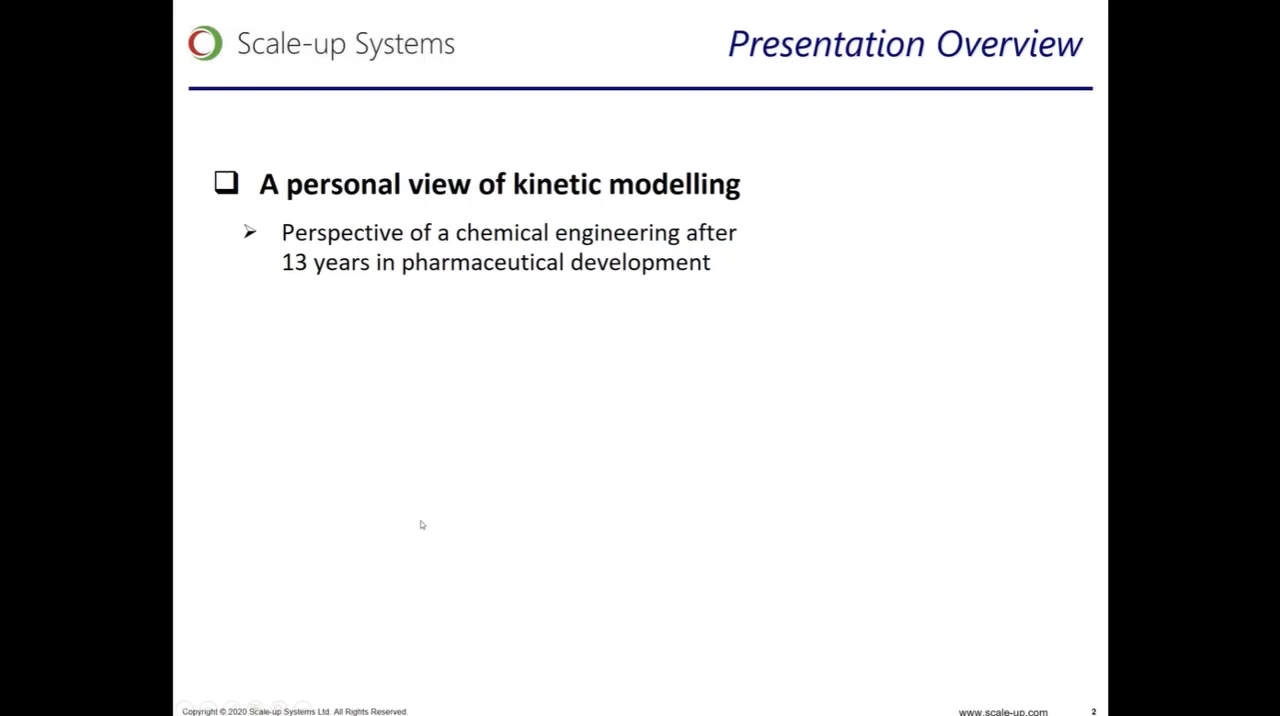 Scale-up Systems
Presentation Overview
A personal view of kinetic modelling
Perspective of a chemical engineering after
13 years in pharmaceutical development
Copyright © 2020 Scale-up Systems Ltd. All Rights Reserved.
www.scale-up.com
2